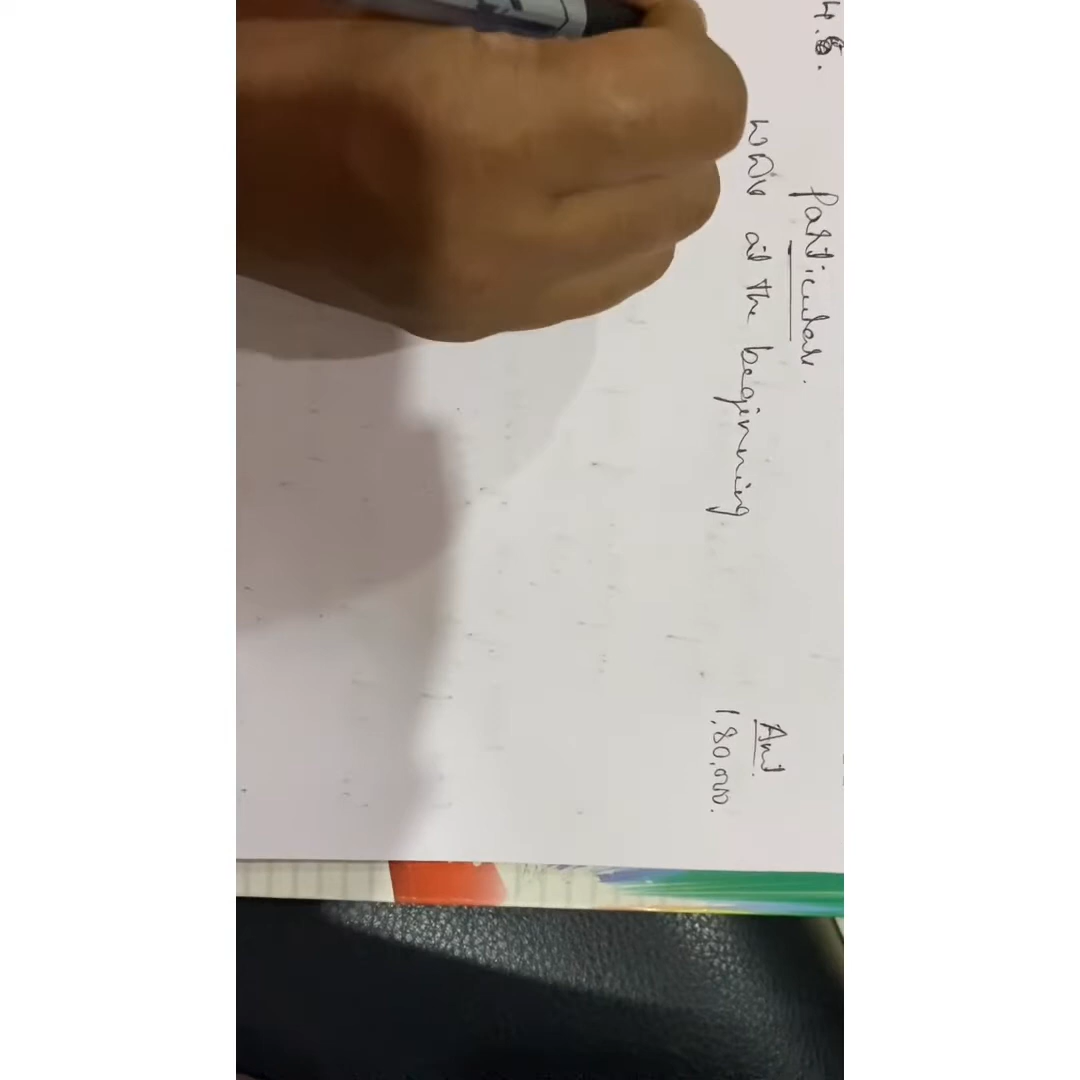 4.6.
Particular.
Amt.
WDV at the beginning
1,80,000.